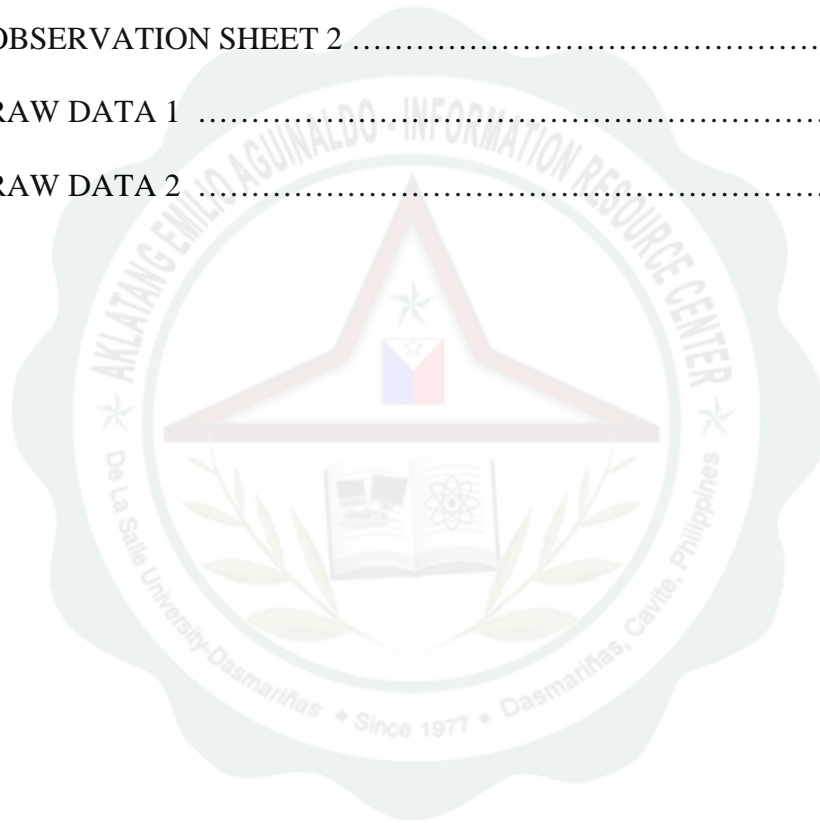 OBSERVATION SHEET 2 ……………………………………….
RAW DATA 1 …………………………………………………………….
RAW DATA 2 …………………………………………………………….
AKLATANG EMILIO AGUINALDO - INFORMATION RESOURCE CENTER
De La Salle University-Dasmariñas • Since 1977 • Dasmariñas, Cavite, Philippines